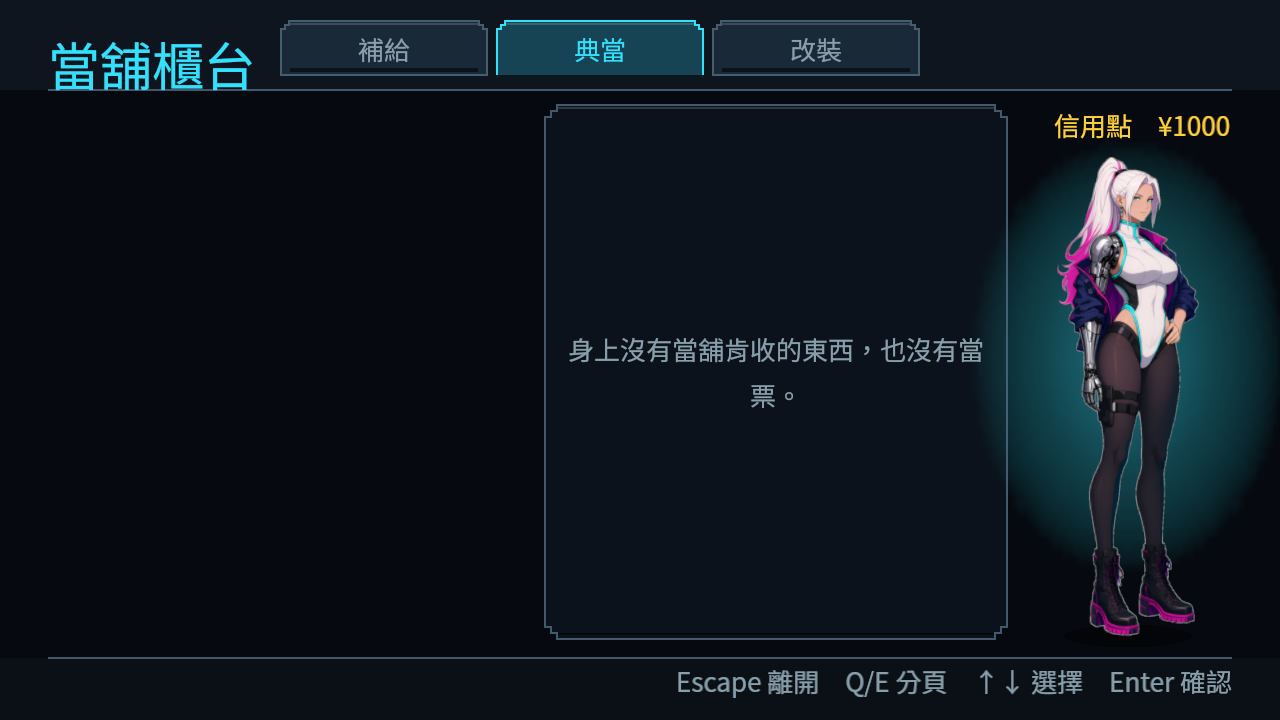 當舖櫃台
補給
典當
改裝
信用點 ¥1000
身上沒有當舖肯收的東西，也沒有當
票。
Escape 離開 Q/E 分頁 ↑↓ 選擇 Enter 確認